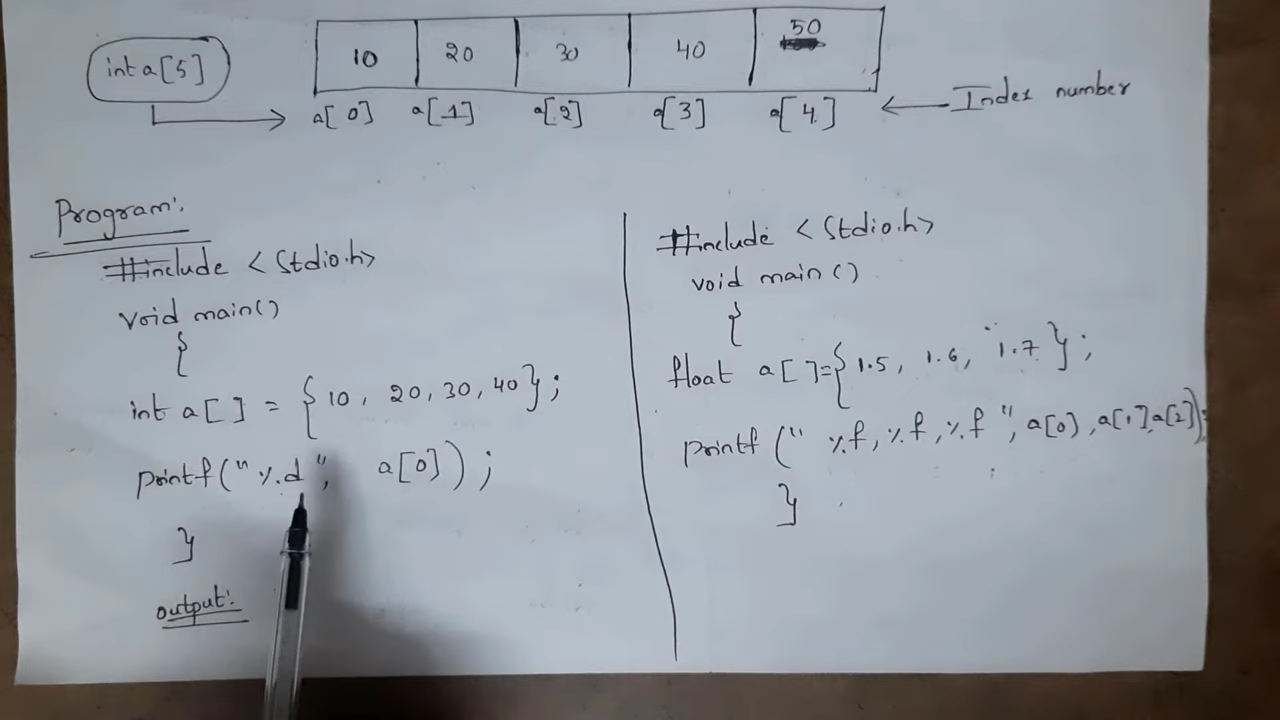 int a[5]
10 20 30 40 50
a[0] a[1] a[2] a[3] a[4]
Index number
Program:
#include <stdio.h>
void main()
{
int a[] = {10, 20, 30, 40};
printf("%d", a[0]);
}
output:
#include <stdio.h>
void main()
{
float a[]={1.5, 1.6, 1.7};
printf("%f,%f,%f", a[0],a[1],a[2]);
}